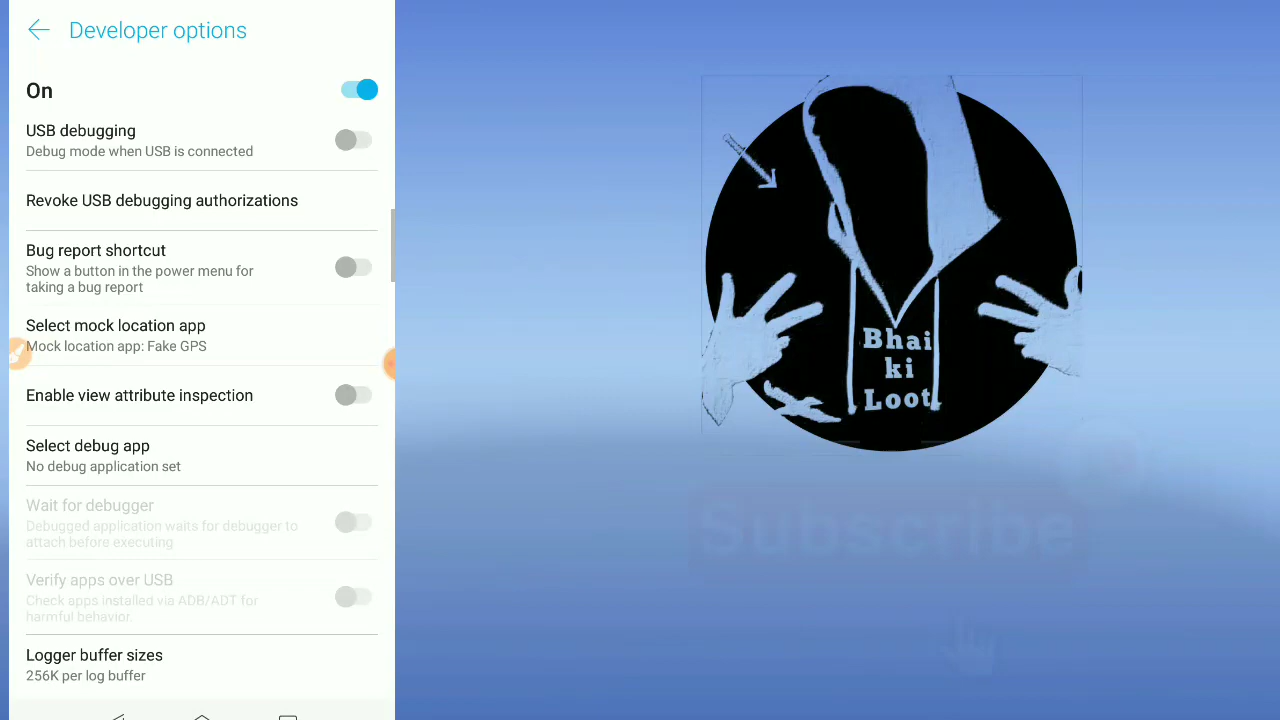 Developer options
On
USB debugging
Debug mode when USB is connected
Revoke USB debugging authorizations
Bug report shortcut
Show a button in the power menu for
taking a bug report
Select mock location app
Mock location app: Fake GPS
Enable view attribute inspection
Select debug app
No debug application set
Wait for debugger
Debugged application waits for debugger to
attach before executing
Verify apps over USB
Check apps installed via ADB/ADT for
harmful behavior.
Logger buffer sizes
256K per log buffer
Bhai
ki
Loot
Subscribe